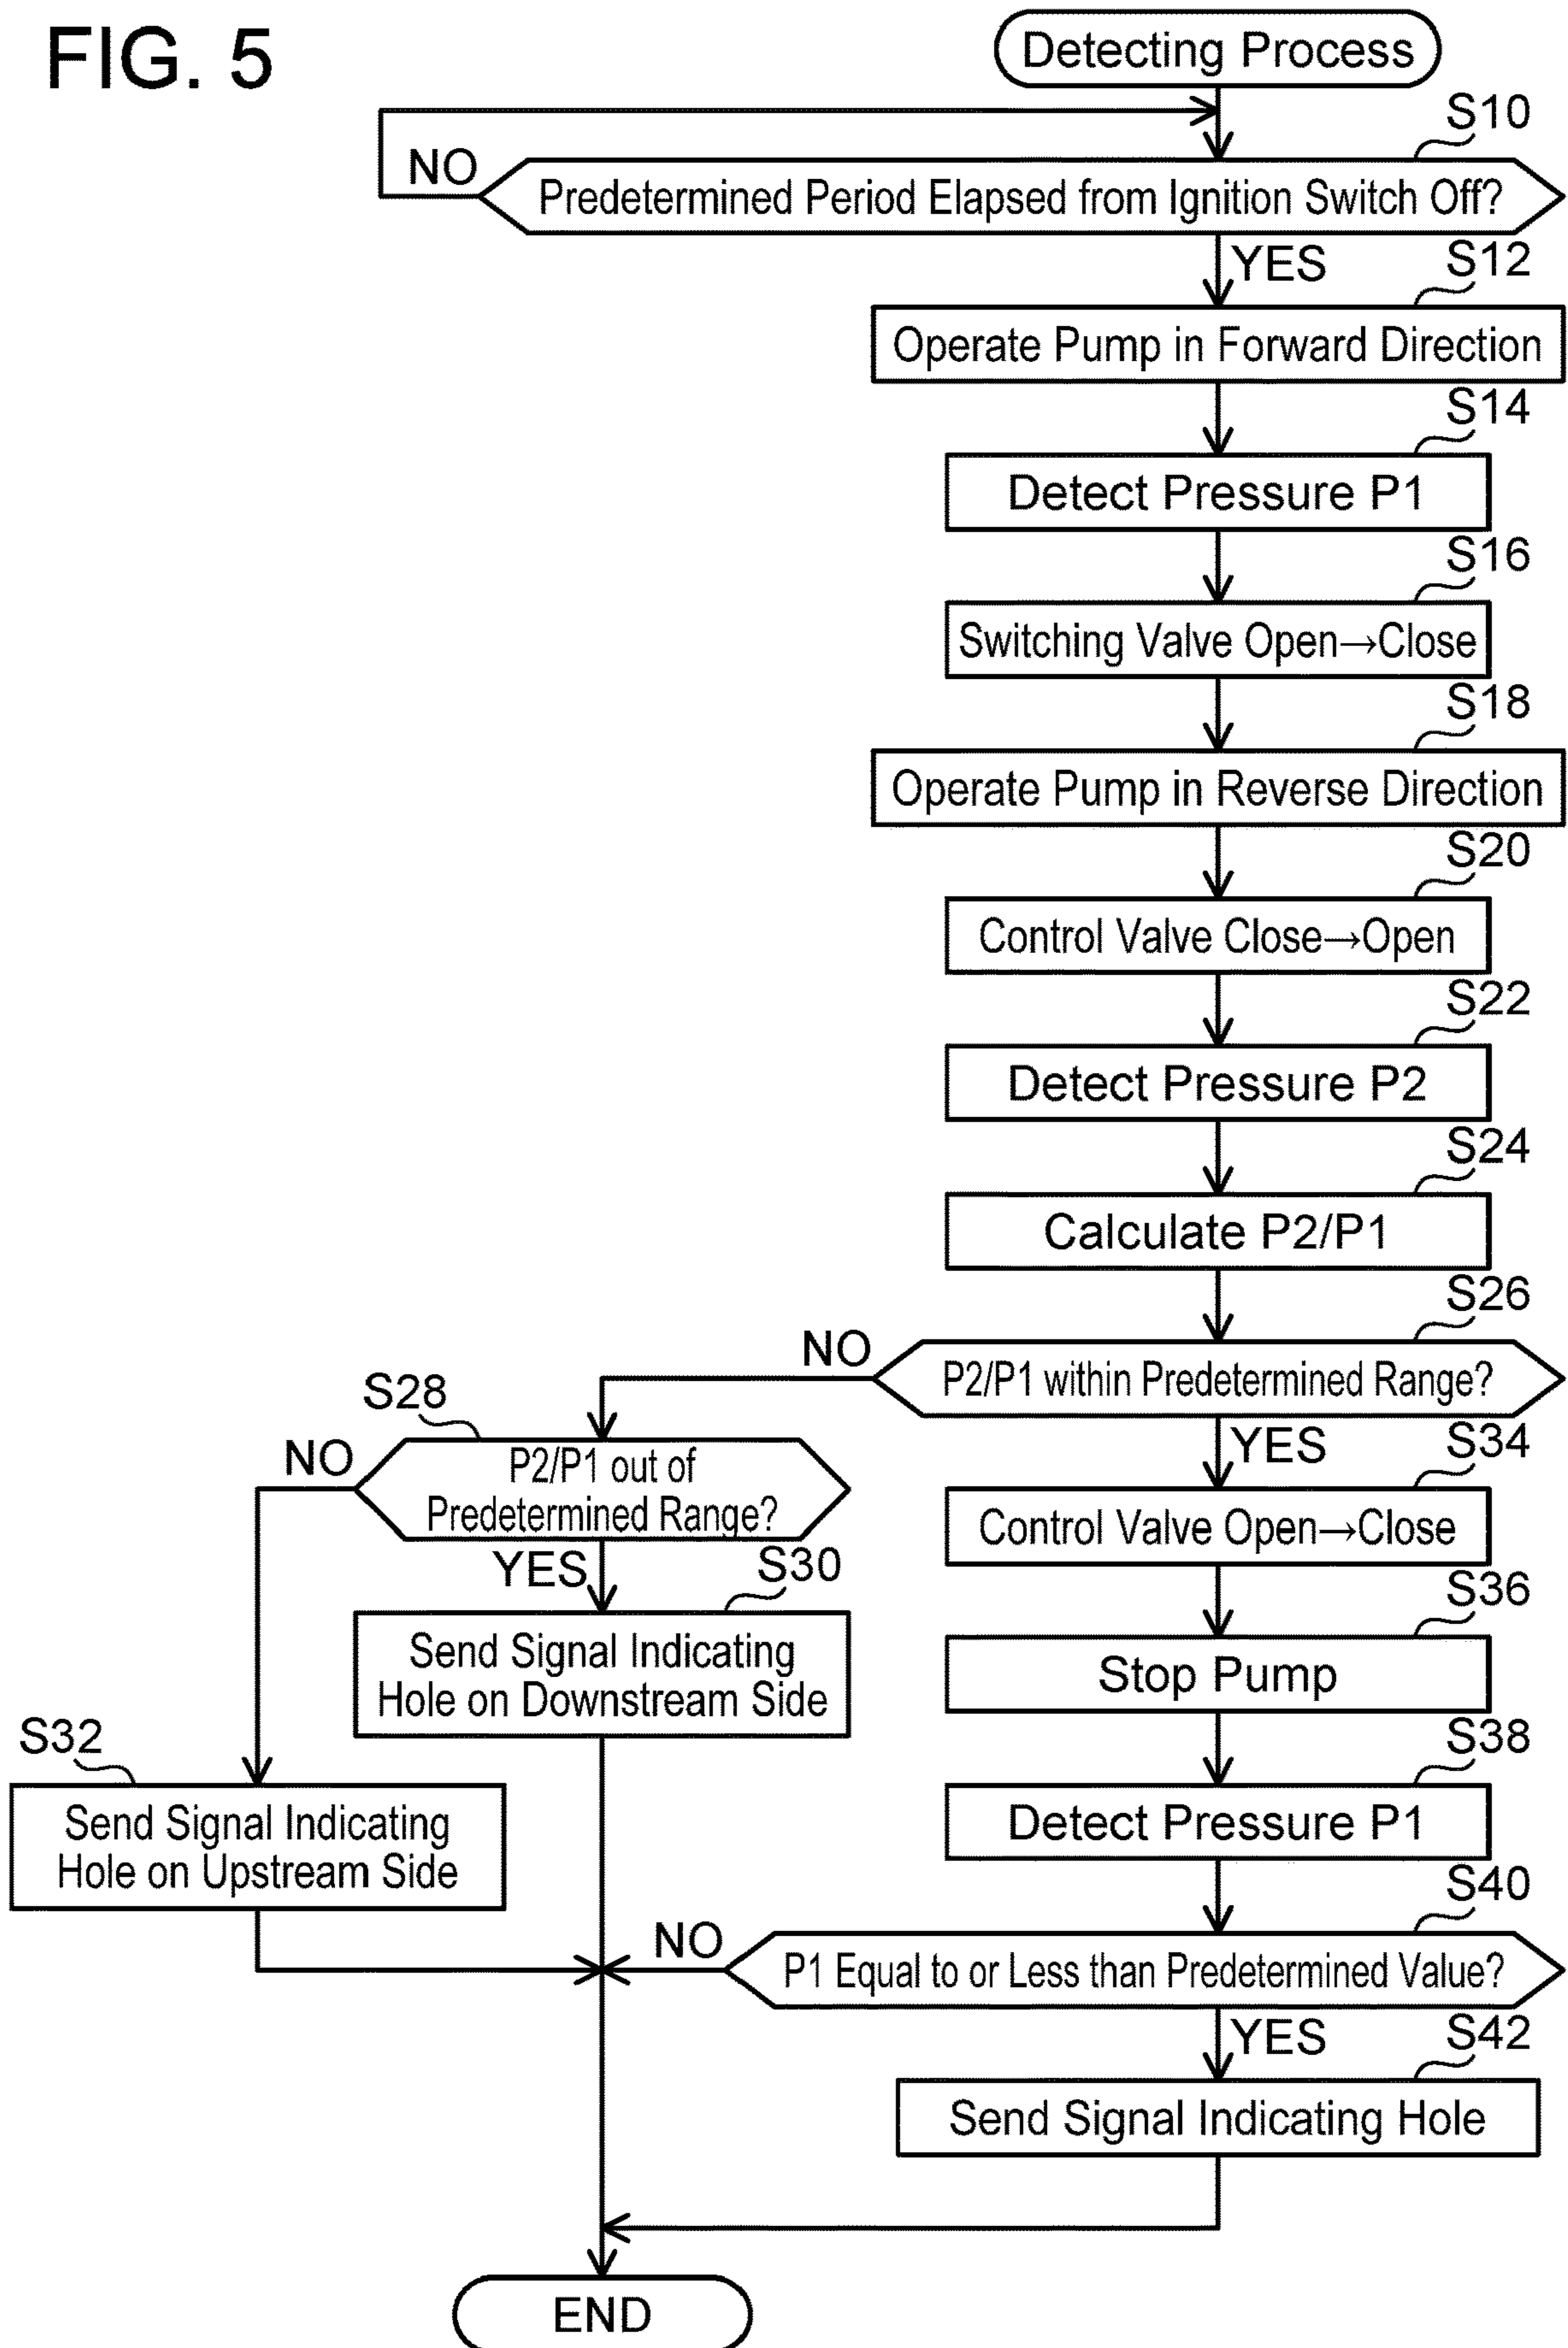 FIG. 5
Detecting Process
S10
NO
Predetermined Period Elapsed from Ignition Switch Off?
YES
S12
Operate Pump in Forward Direction
S14
Detect Pressure P1
S16
Switching Valve Open→Close
S18
Operate Pump in Reverse Direction
S20
Control Valve Close→Open
S22
Detect Pressure P2
S24
Calculate P2/P1
S26
NO
P2/P1 within Predetermined Range?
S28
NO
P2/P1 out of
Predetermined Range?
YES
S30
Send Signal Indicating
Hole on Downstream Side
S32
Send Signal Indicating
Hole on Upstream Side
YES
S34
Control Valve Open→Close
S36
Stop Pump
S38
Detect Pressure P1
S40
NO
P1 Equal to or Less than Predetermined Value?
YES
S42
Send Signal Indicating Hole
END